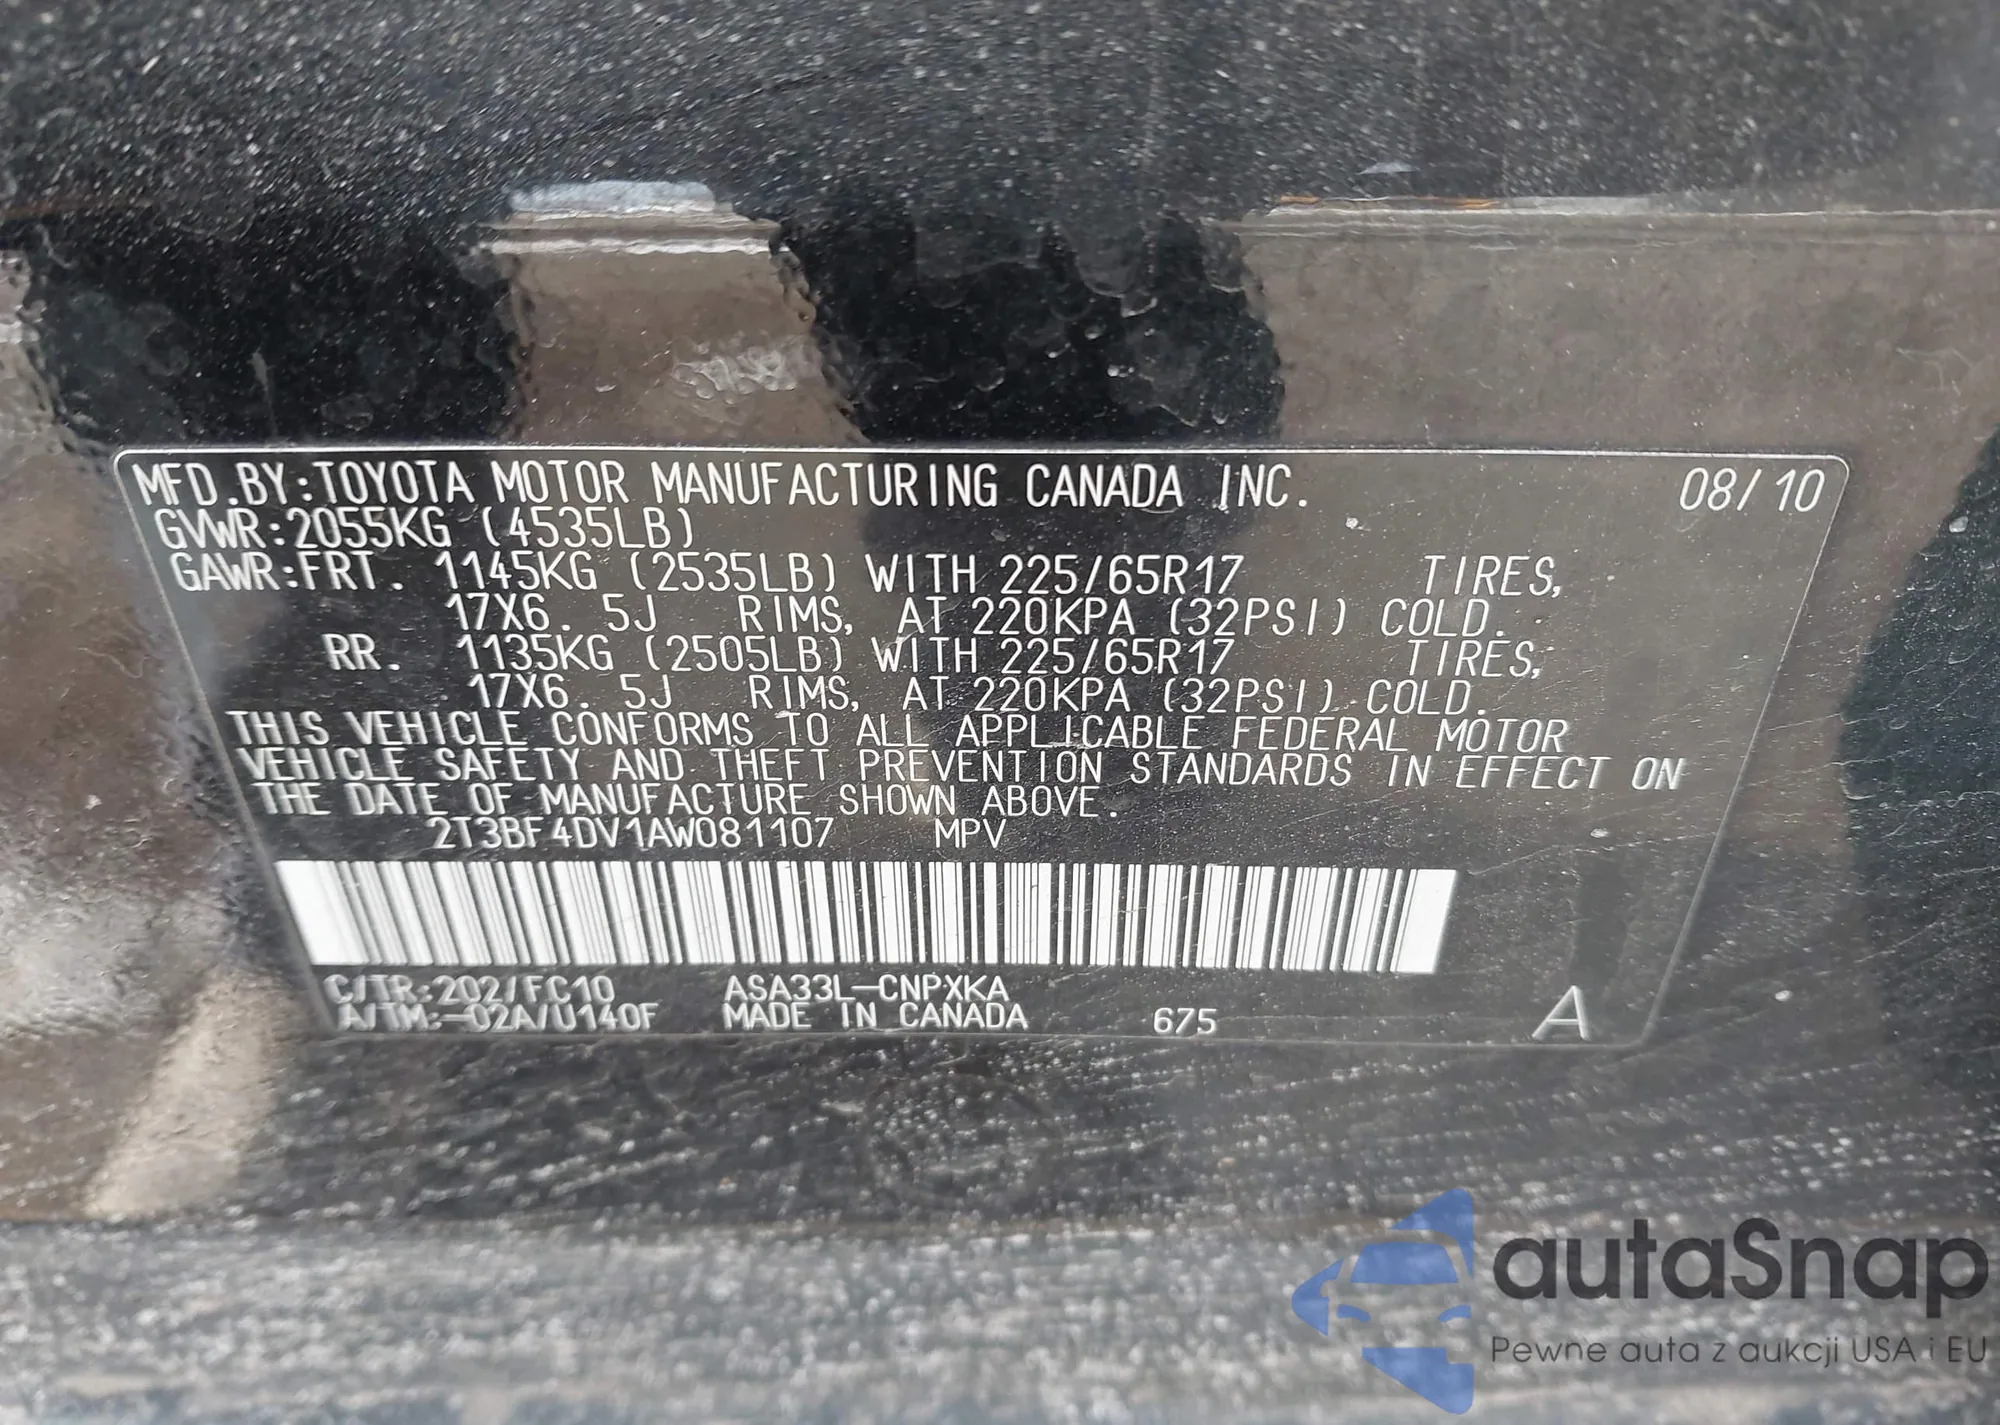 MFD.BY:TOYOTA MOTOR MANUFACTURING CANADA INC. 08/10
GVWR:2055KG (4535LB)
GAWR:FRT. 1145KG (2535LB) WITH 225/65R17 TIRES,
17X6.5J RIMS, AT 220KPA (32PSI) COLD.
RR. 1135KG (2505LB) WITH 225/65R17 TIRES,
17X6.5J RIMS, AT 220KPA (32PSI) COLD.
THIS VEHICLE CONFORMS TO ALL APPLICABLE FEDERAL MOTOR
VEHICLE SAFETY AND THEFT PREVENTION STANDARDS IN EFFECT ON
THE DATE OF MANUFACTURE SHOWN ABOVE.
2T3BF4DV1AW081107 MPV
C/TR:202/FC10 ASA33L-CNPXKA
A/TM:-02A/U140F MADE IN CANADA 675 A
autaSnap
Pewne auta z aukcji USA i EU